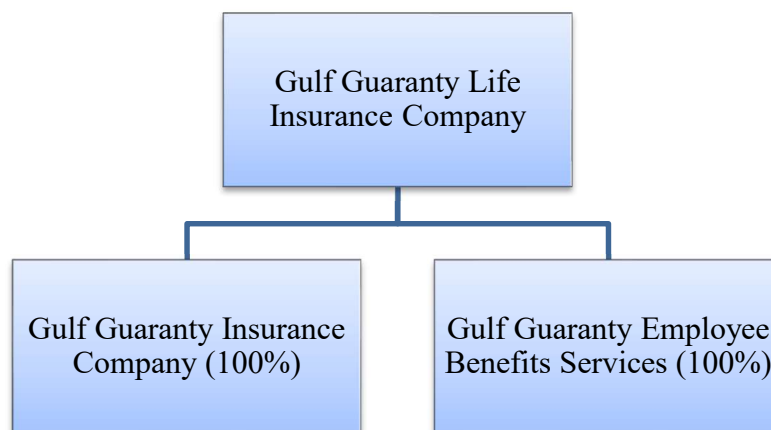 Gulf Guaranty Life
Insurance Company
Gulf Guaranty Insurance
Company (100%)
Gulf Guaranty Employee
Benefits Services (100%)